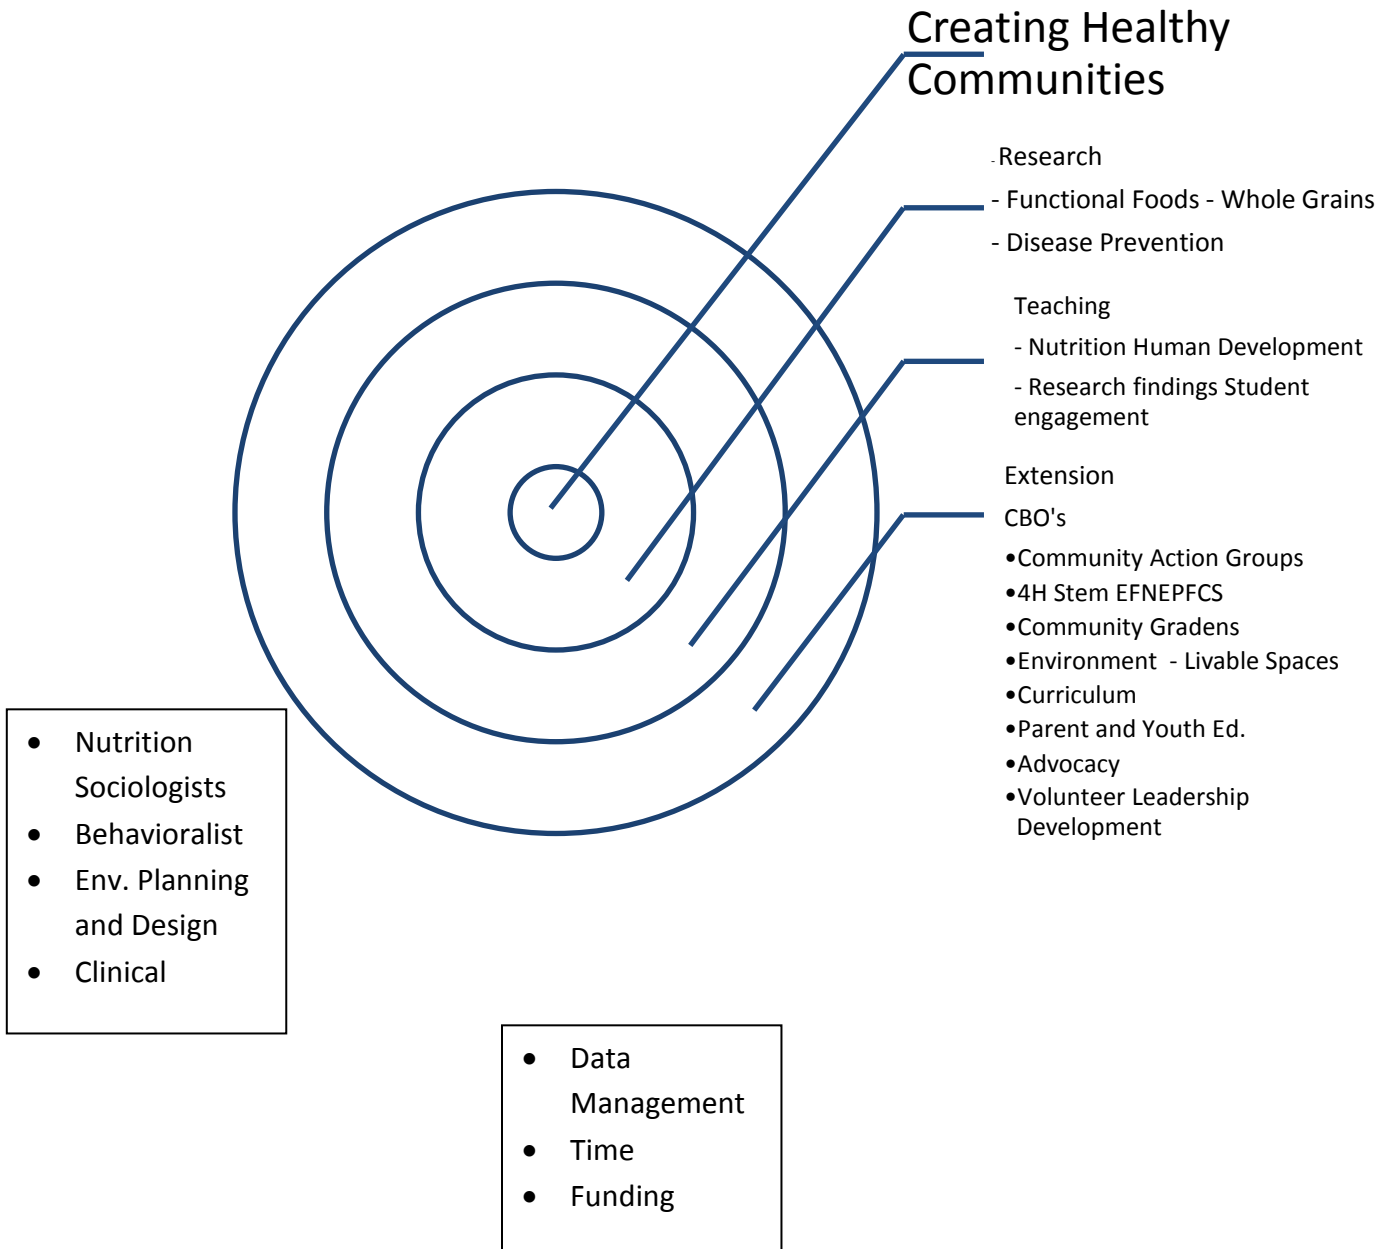 Creating Healthy
Communities
- Research
- Functional Foods - Whole Grains
- Disease Prevention
Teaching
- Nutrition Human Development
- Research findings Student
engagement
Extension
CBO's
•Community Action Groups
•4H Stem EFNEPFCS
•Community Gradens
•Environment  - Livable Spaces
•Curriculum
•Parent and Youth Ed.
•Advocacy
•Volunteer Leadership
Development
• Nutrition
Sociologists
• Behavioralist
• Env. Planning
and Design
• Clinical
• Data
Management
• Time
• Funding